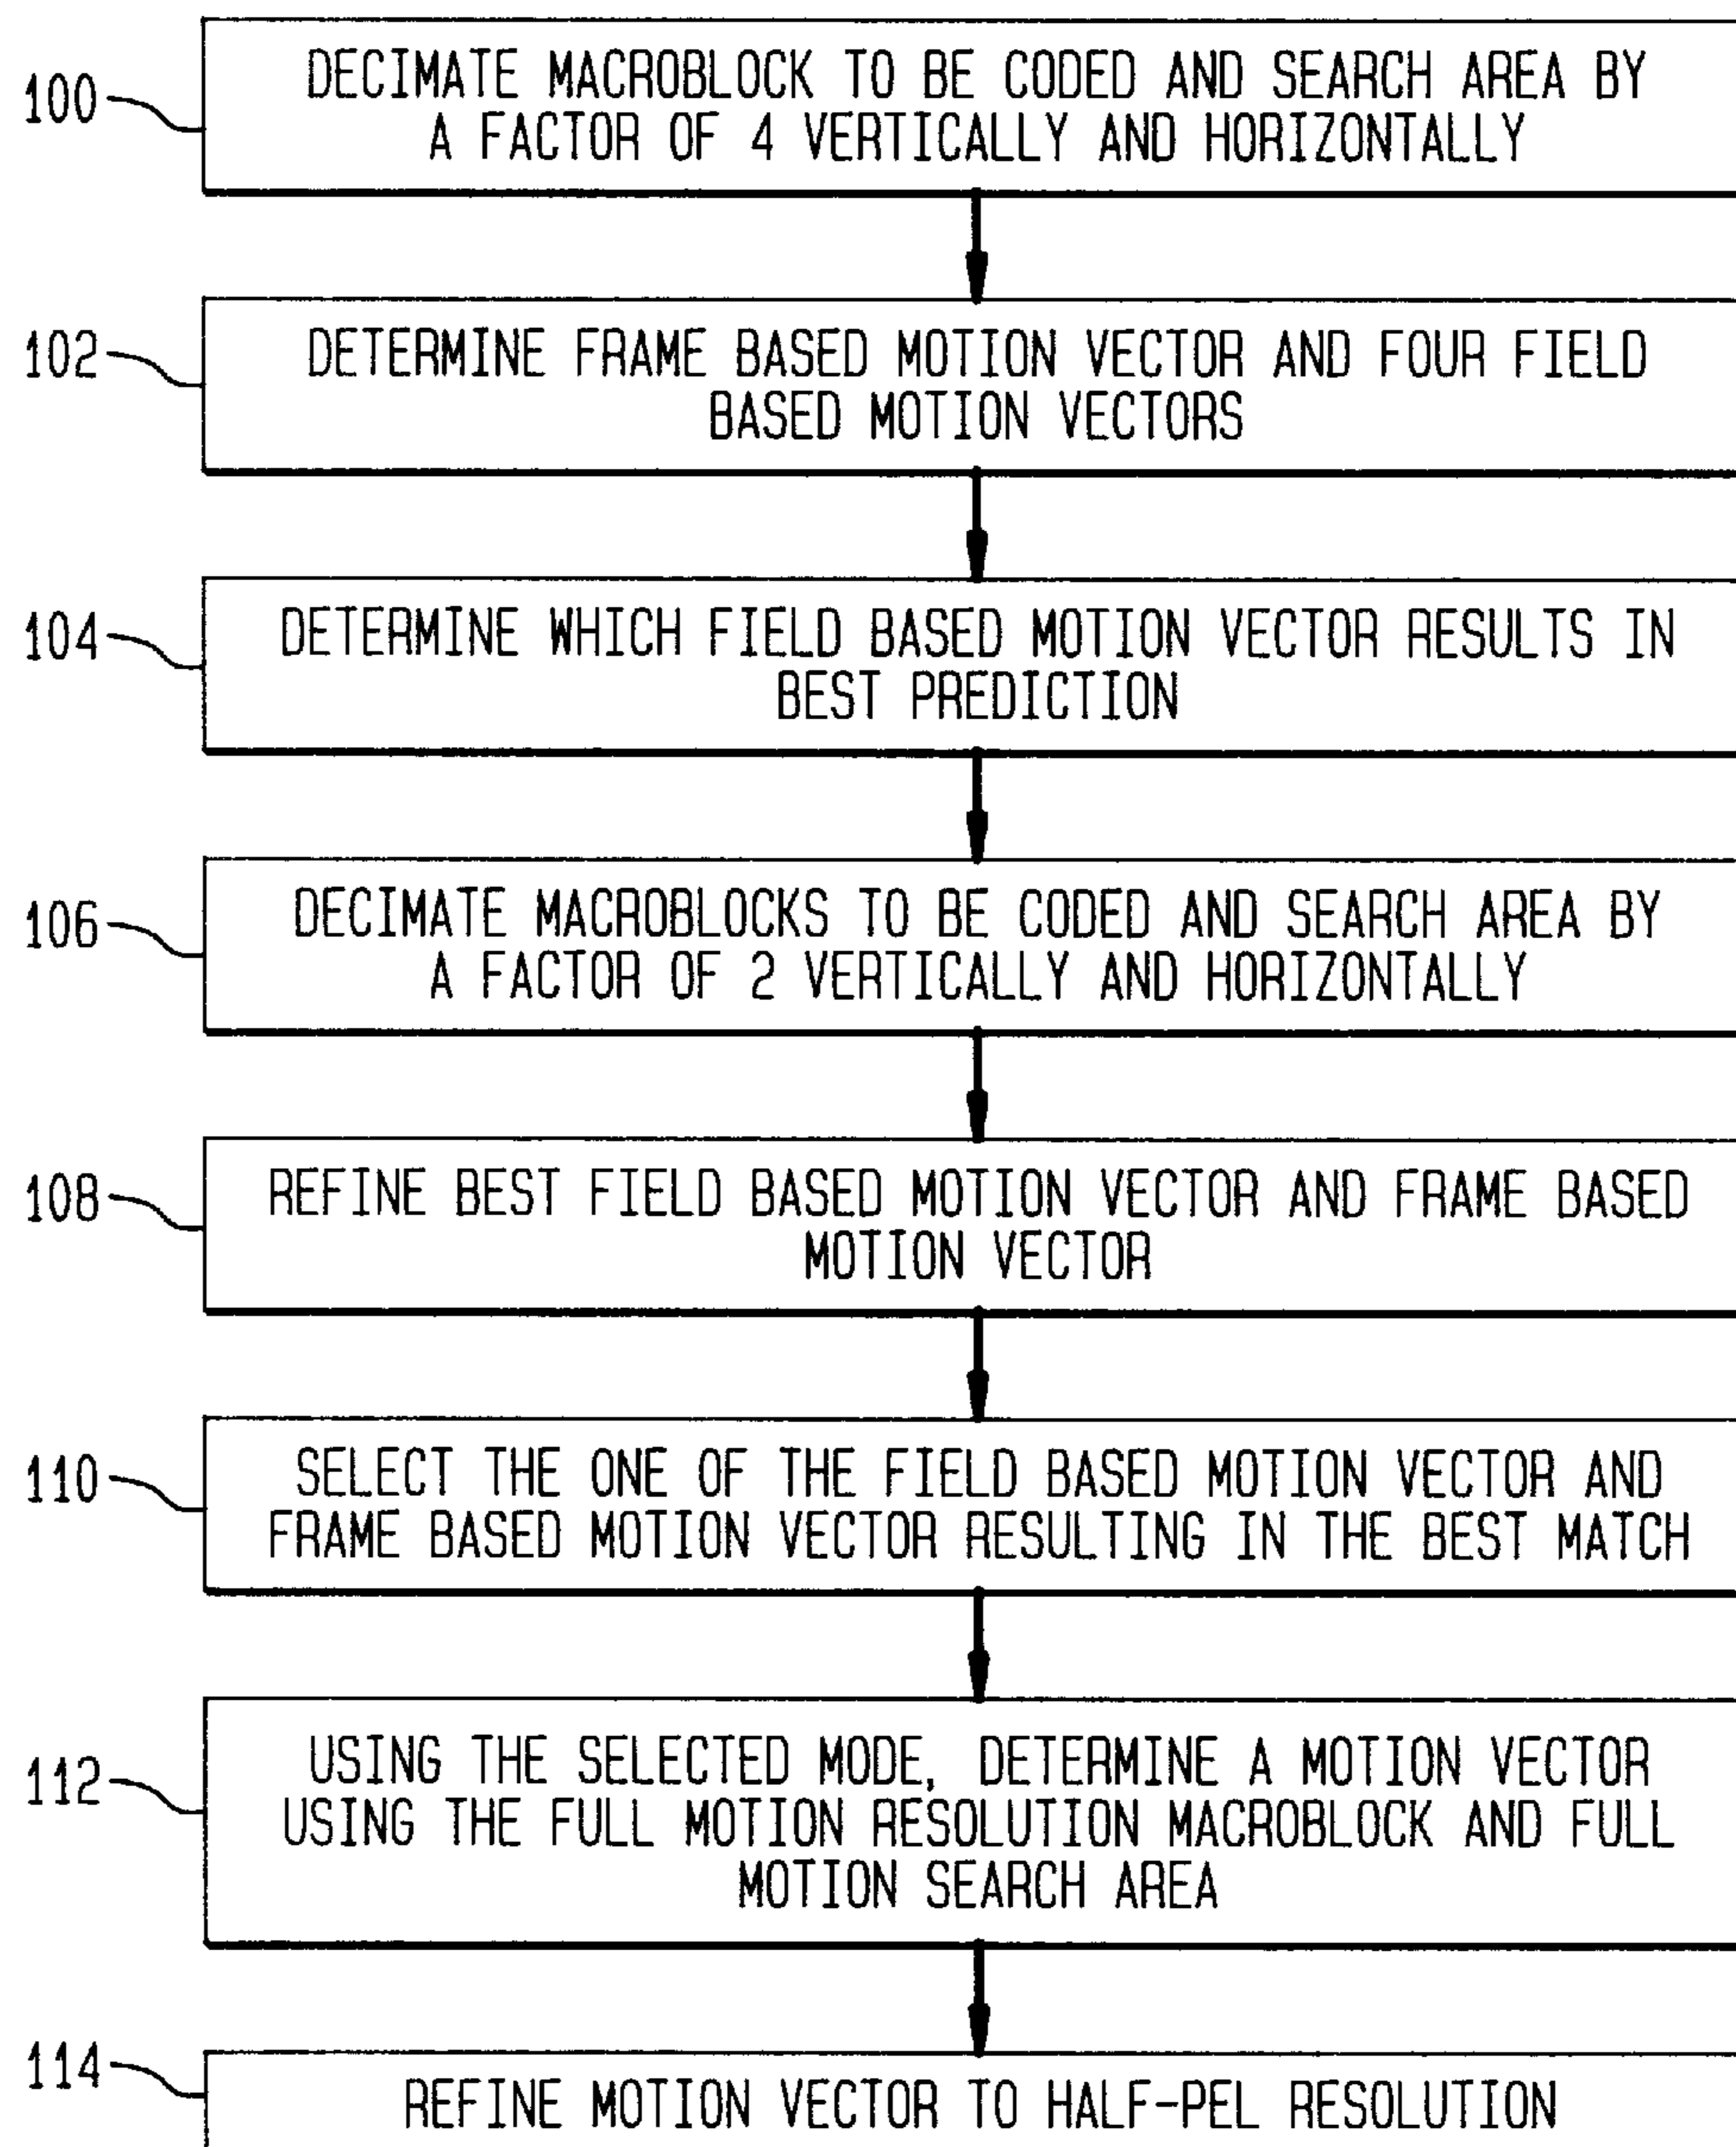 100
DECIMATE MACROBLOCK TO BE CODED AND SEARCH AREA BY
A FACTOR OF 4 VERTICALLY AND HORIZONTALLY
102
DETERMINE FRAME BASED MOTION VECTOR AND FOUR FIELD
BASED MOTION VECTORS
104
DETERMINE WHICH FIELD BASED MOTION VECTOR RESULTS IN
BEST PREDICTION
106
DECIMATE MACROBLOCKS TO BE CODED AND SEARCH AREA BY
A FACTOR OF 2 VERTICALLY AND HORIZONTALLY
108
REFINE BEST FIELD BASED MOTION VECTOR AND FRAME BASED
MOTION VECTOR
110
SELECT THE ONE OF THE FIELD BASED MOTION VECTOR AND
FRAME BASED MOTION VECTOR RESULTING IN THE BEST MATCH
112
USING THE SELECTED MODE, DETERMINE A MOTION VECTOR
USING THE FULL MOTION RESOLUTION MACROBLOCK AND FULL
MOTION SEARCH AREA
114
REFINE MOTION VECTOR TO HALF-PEL RESOLUTION